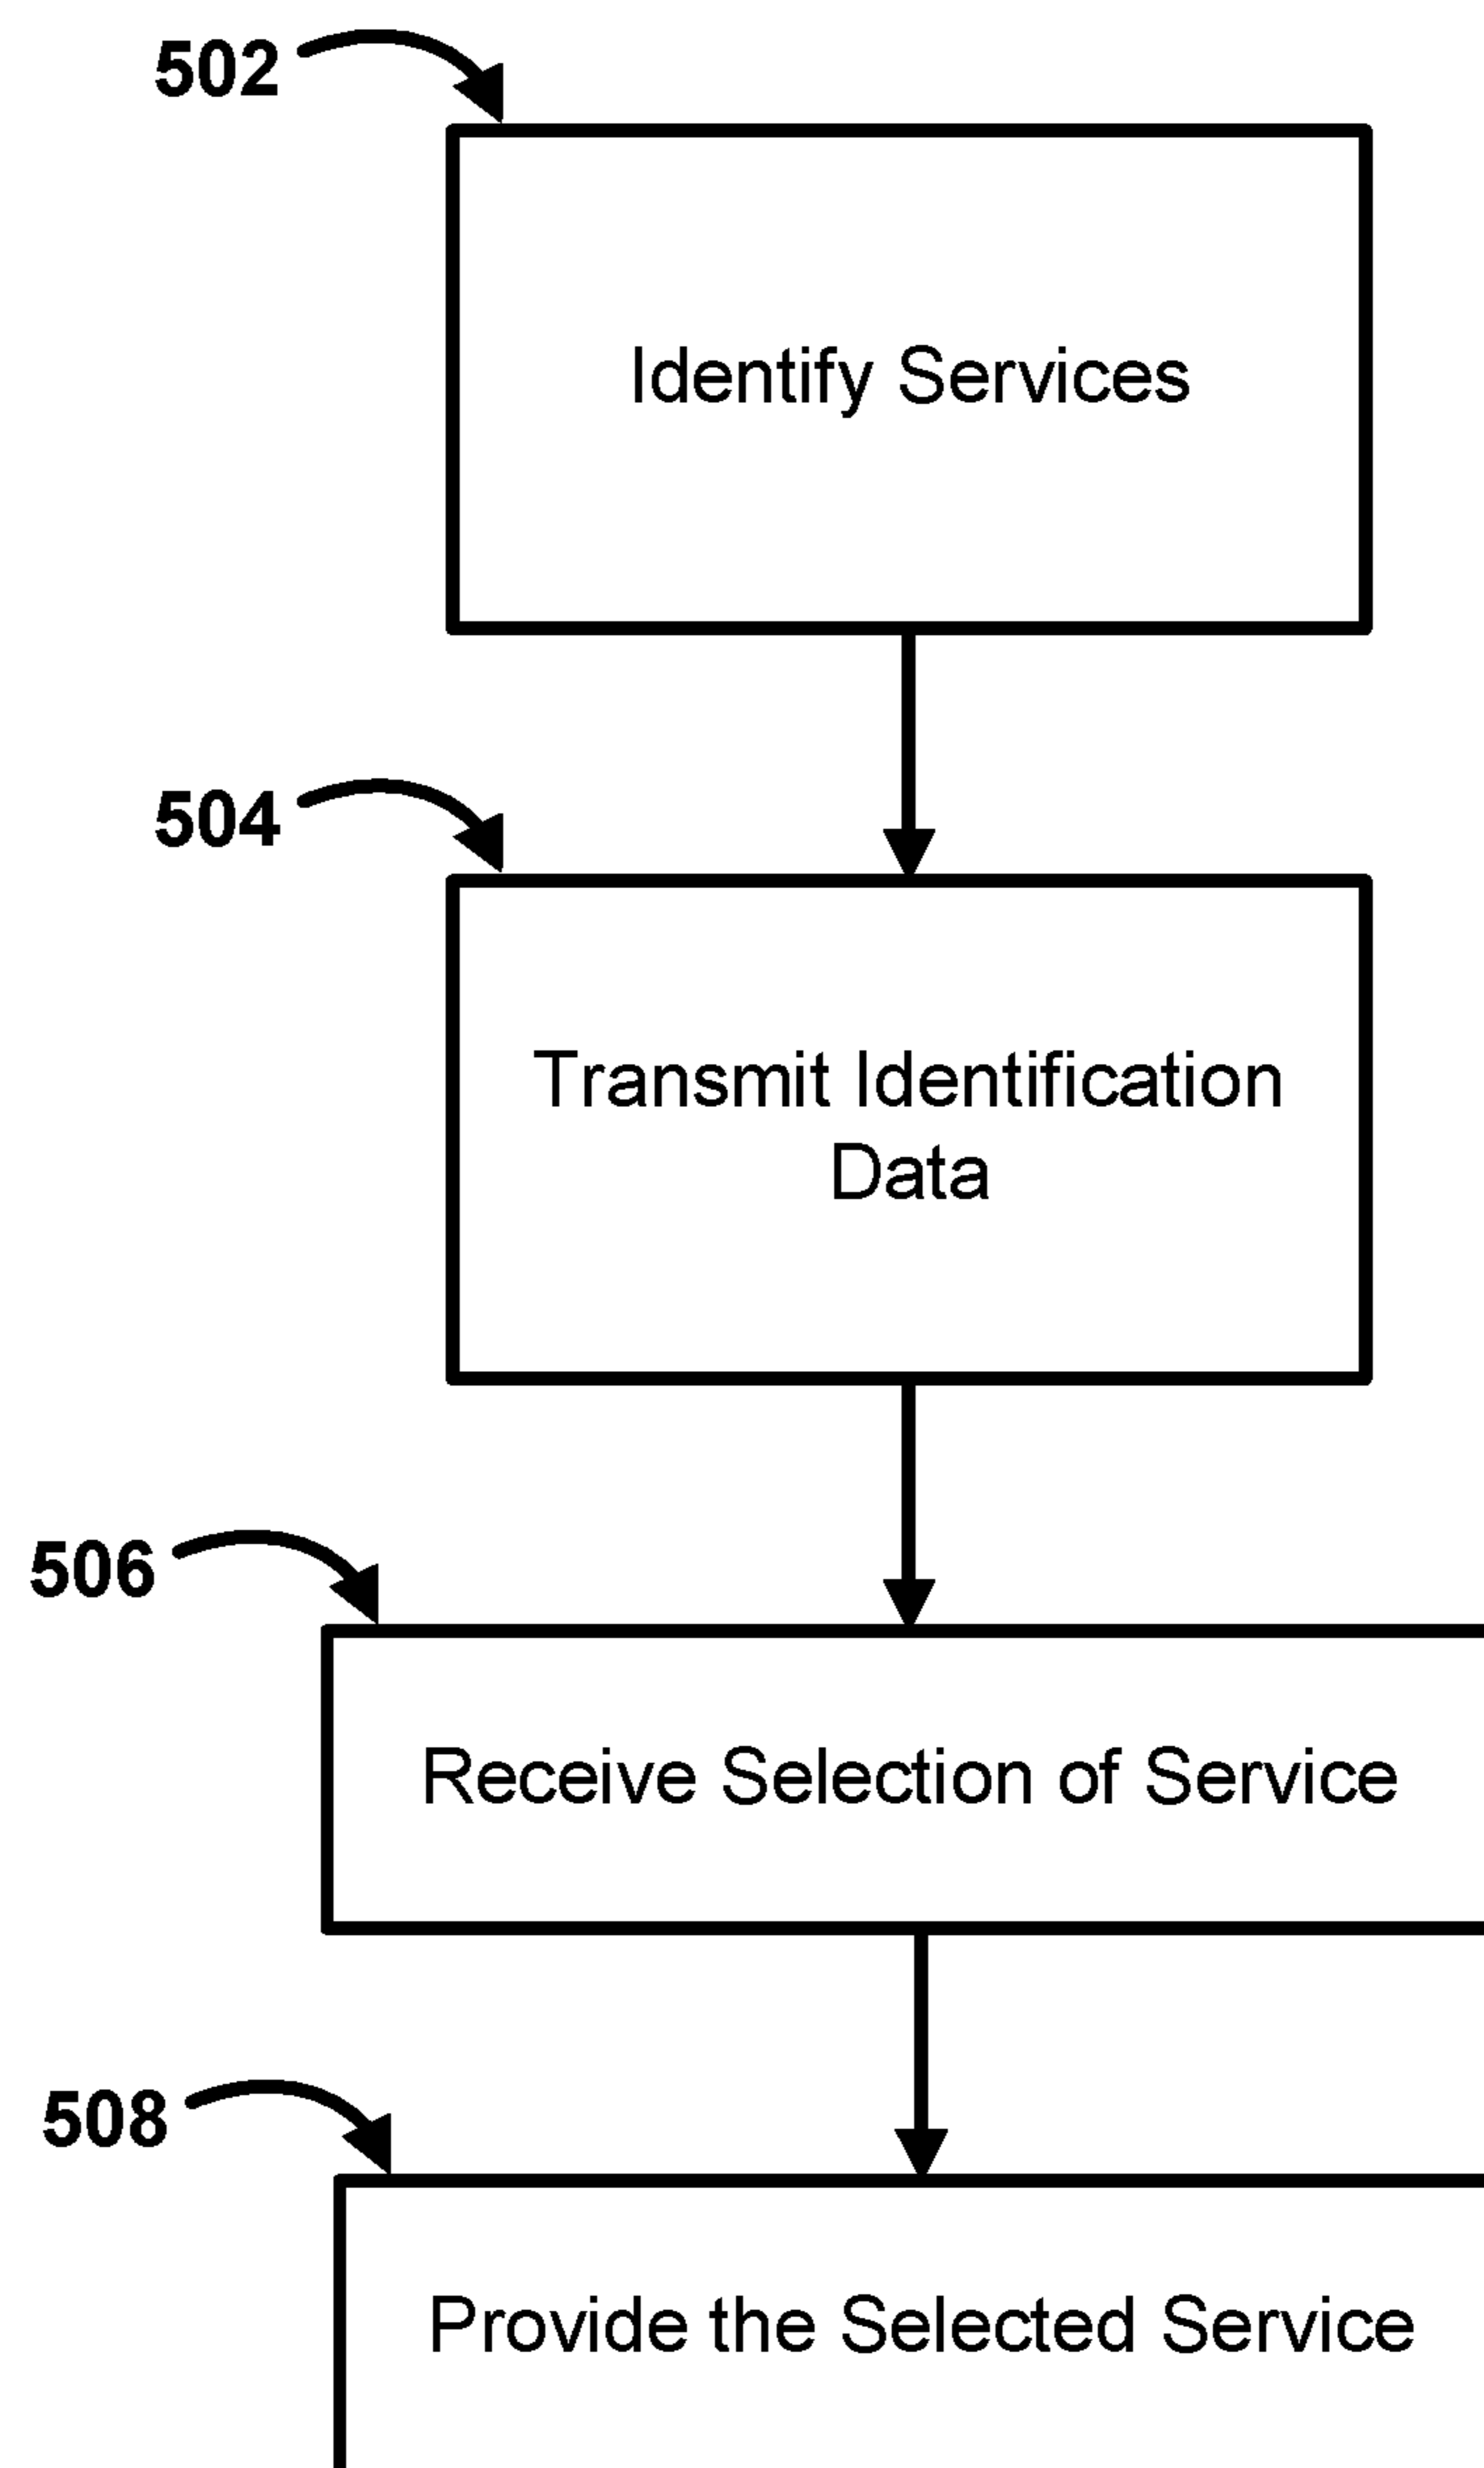 502
Identify Services
504
Transmit Identification
Data
506
Receive Selection of Service
508
Provide the Selected Service